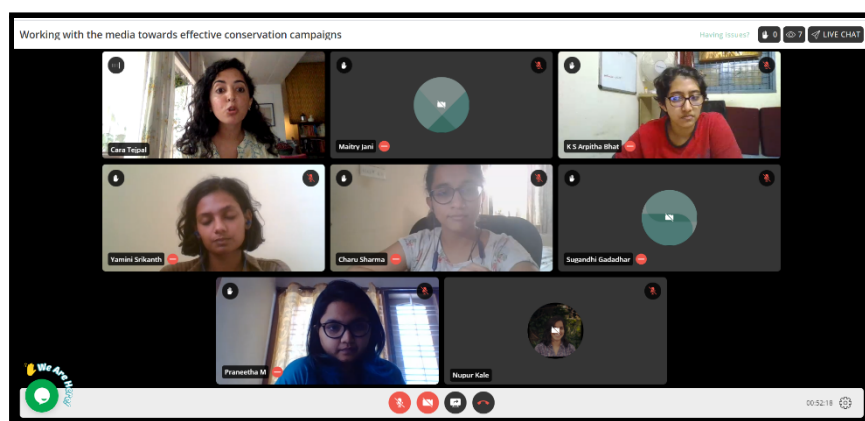 Working with the media towards effective conservation campaigns
Having issues?
0
7
LIVE CHAT
Cara Tejpal
Maitry Jani
K S Arpitha Bhat
Yamini Srikanth
Charu Sharma
Sugandhi Gadadhar
Praneetha M
Nupur Kale
We Are Here!
00:52:18